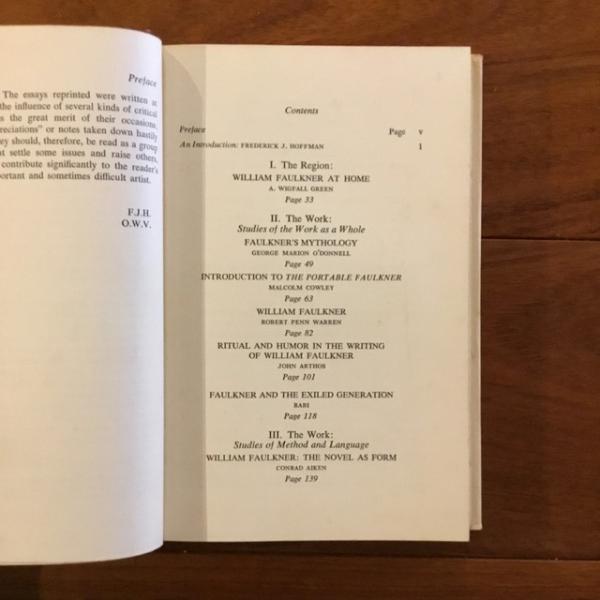 Preface
The essays reprinted were written at
the influence of several kinds of critical
s the great merit of their occasions,
reciations" or notes taken down hastily
ey should, therefore, be read as a group
at settle some issues and raise others,
contribute significantly to the reader's
portant and sometimes difficult artist.
F.J.H.
O.W.V.
Contents
Preface Page v
An Introduction: FREDERICK J. HOFFMAN 1
I. The Region:
WILLIAM FAULKNER AT HOME
A. WIGFALL GREEN
Page 33
II. The Work:
Studies of the Work as a Whole
FAULKNER'S MYTHOLOGY
GEORGE MARION O'DONNELL
Page 49
INTRODUCTION TO THE PORTABLE FAULKNER
MALCOLM COWLEY
Page 63
WILLIAM FAULKNER
ROBERT PENN WARREN
Page 82
RITUAL AND HUMOR IN THE WRITING
OF WILLIAM FAULKNER
JOHN ARTHOS
Page 101
FAULKNER AND THE EXILED GENERATION
RABI
Page 118
III. The Work:
Studies of Method and Language
WILLIAM FAULKNER: THE NOVEL AS FORM
CONRAD AIKEN
Page 139